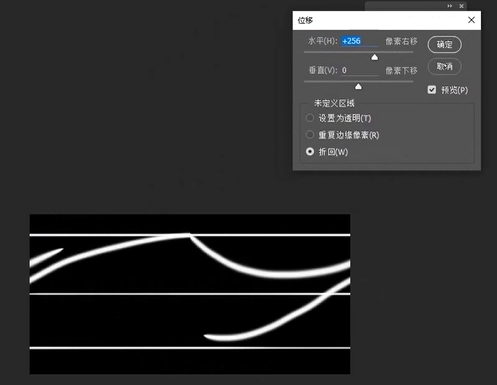 位移
水平(H): +256 像素右移
确定
垂直(V): 0 像素下移
取消
预览(P)
未定义区域
设置为透明(T)
重复边缘像素(R)
折回(W)